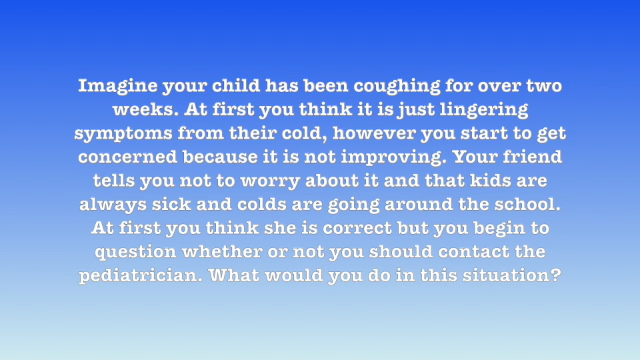 Imagine your child has been coughing for over two
weeks. At first you think it is just lingering
symptoms from their cold, however you start to get
concerned because it is not improving. Your friend
tells you not to worry about it and that kids are
always sick and colds are going around the school.
At first you think she is correct but you begin to
question whether or not you should contact the
pediatrician. What would you do in this situation?